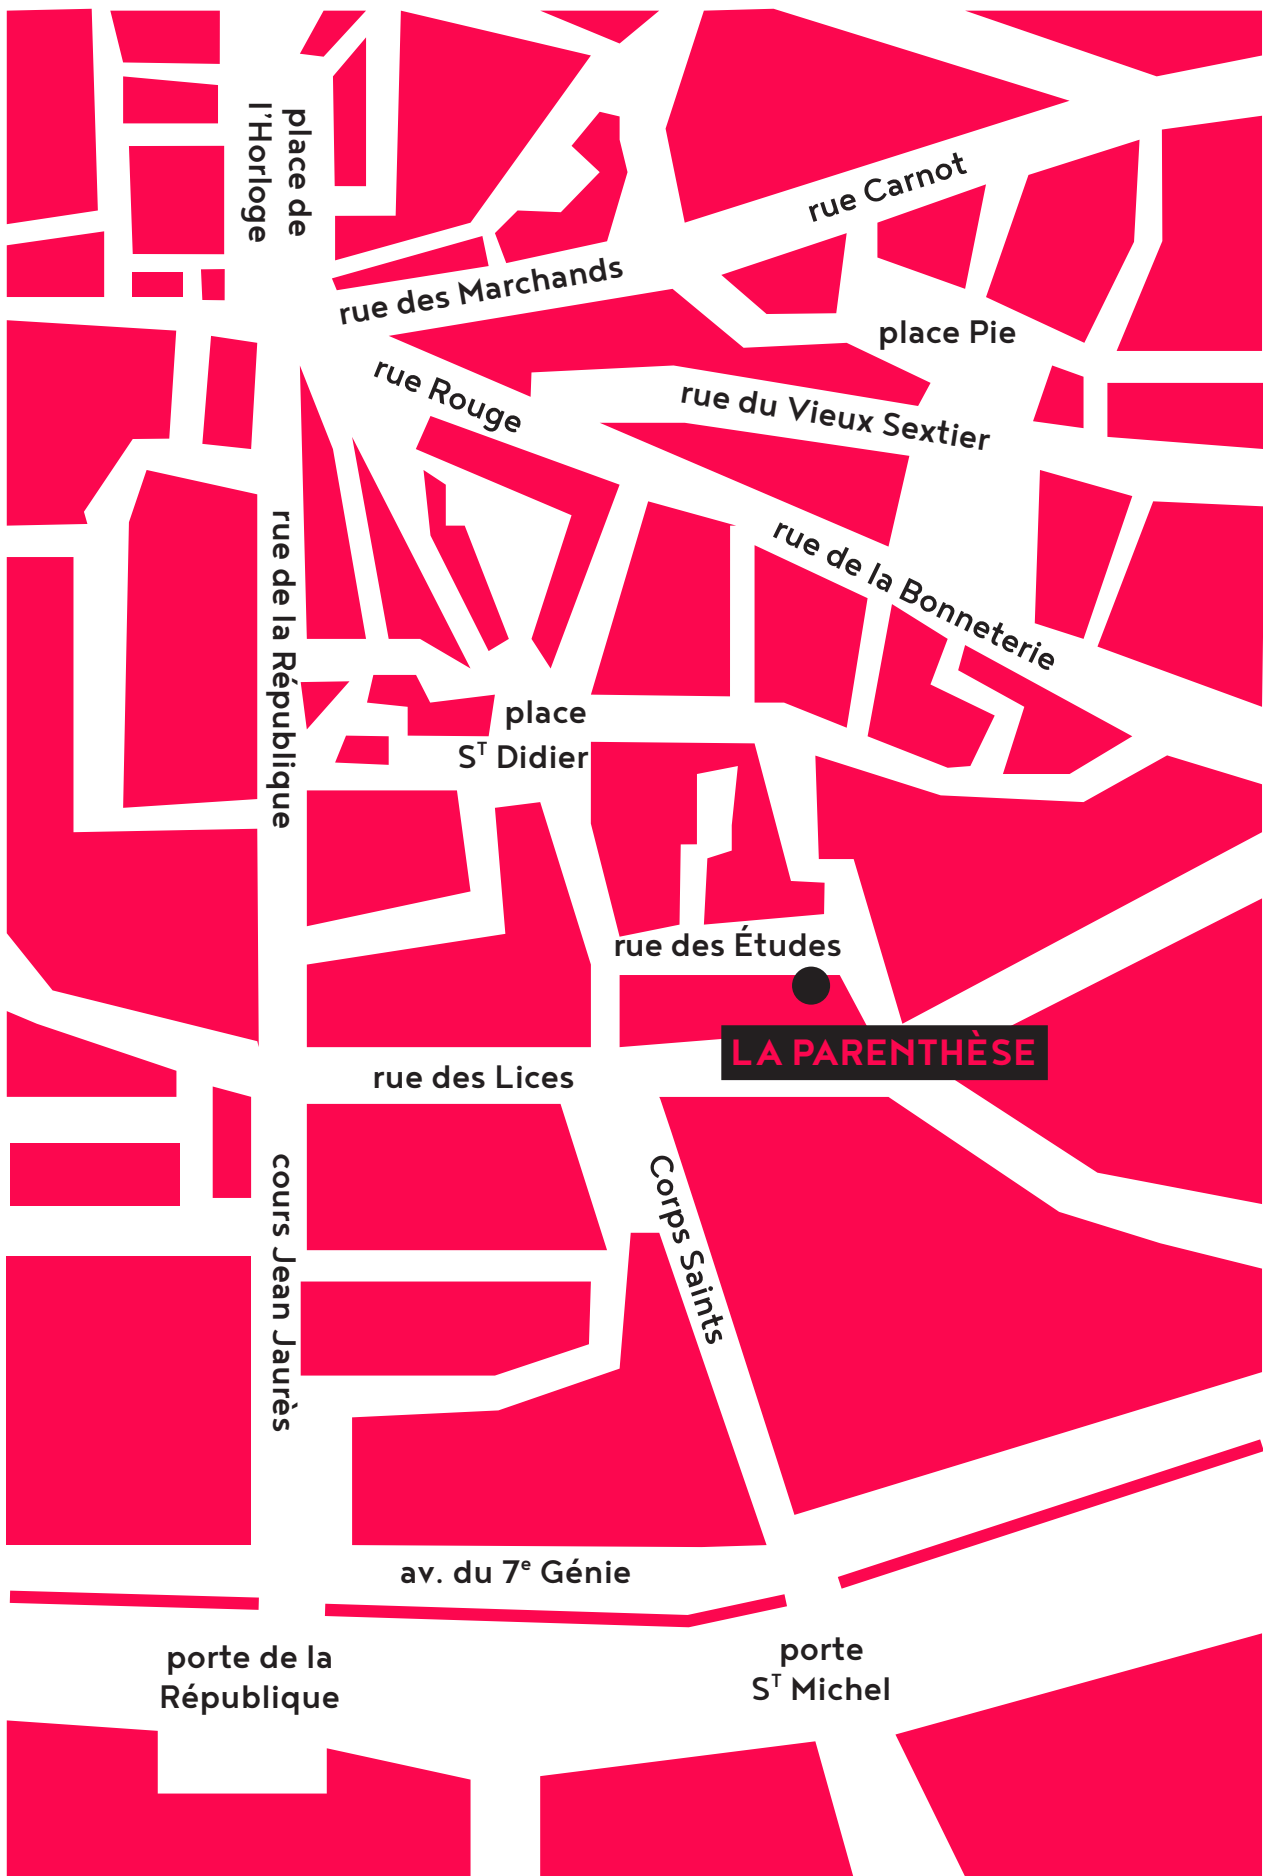 place de
l'Horloge
rue Carnot
rue des Marchands
place Pie
rue Rouge
rue du Vieux Sextier
rue de la République
rue de la Bonneterie
place
Sᵀ Didier
rue des Études
LA PARENTHÈSE
rue des Lices
cours Jean Jaurès
Corps Saints
av. du 7ᵉ Génie
porte de la
République
porte
Sᵀ Michel